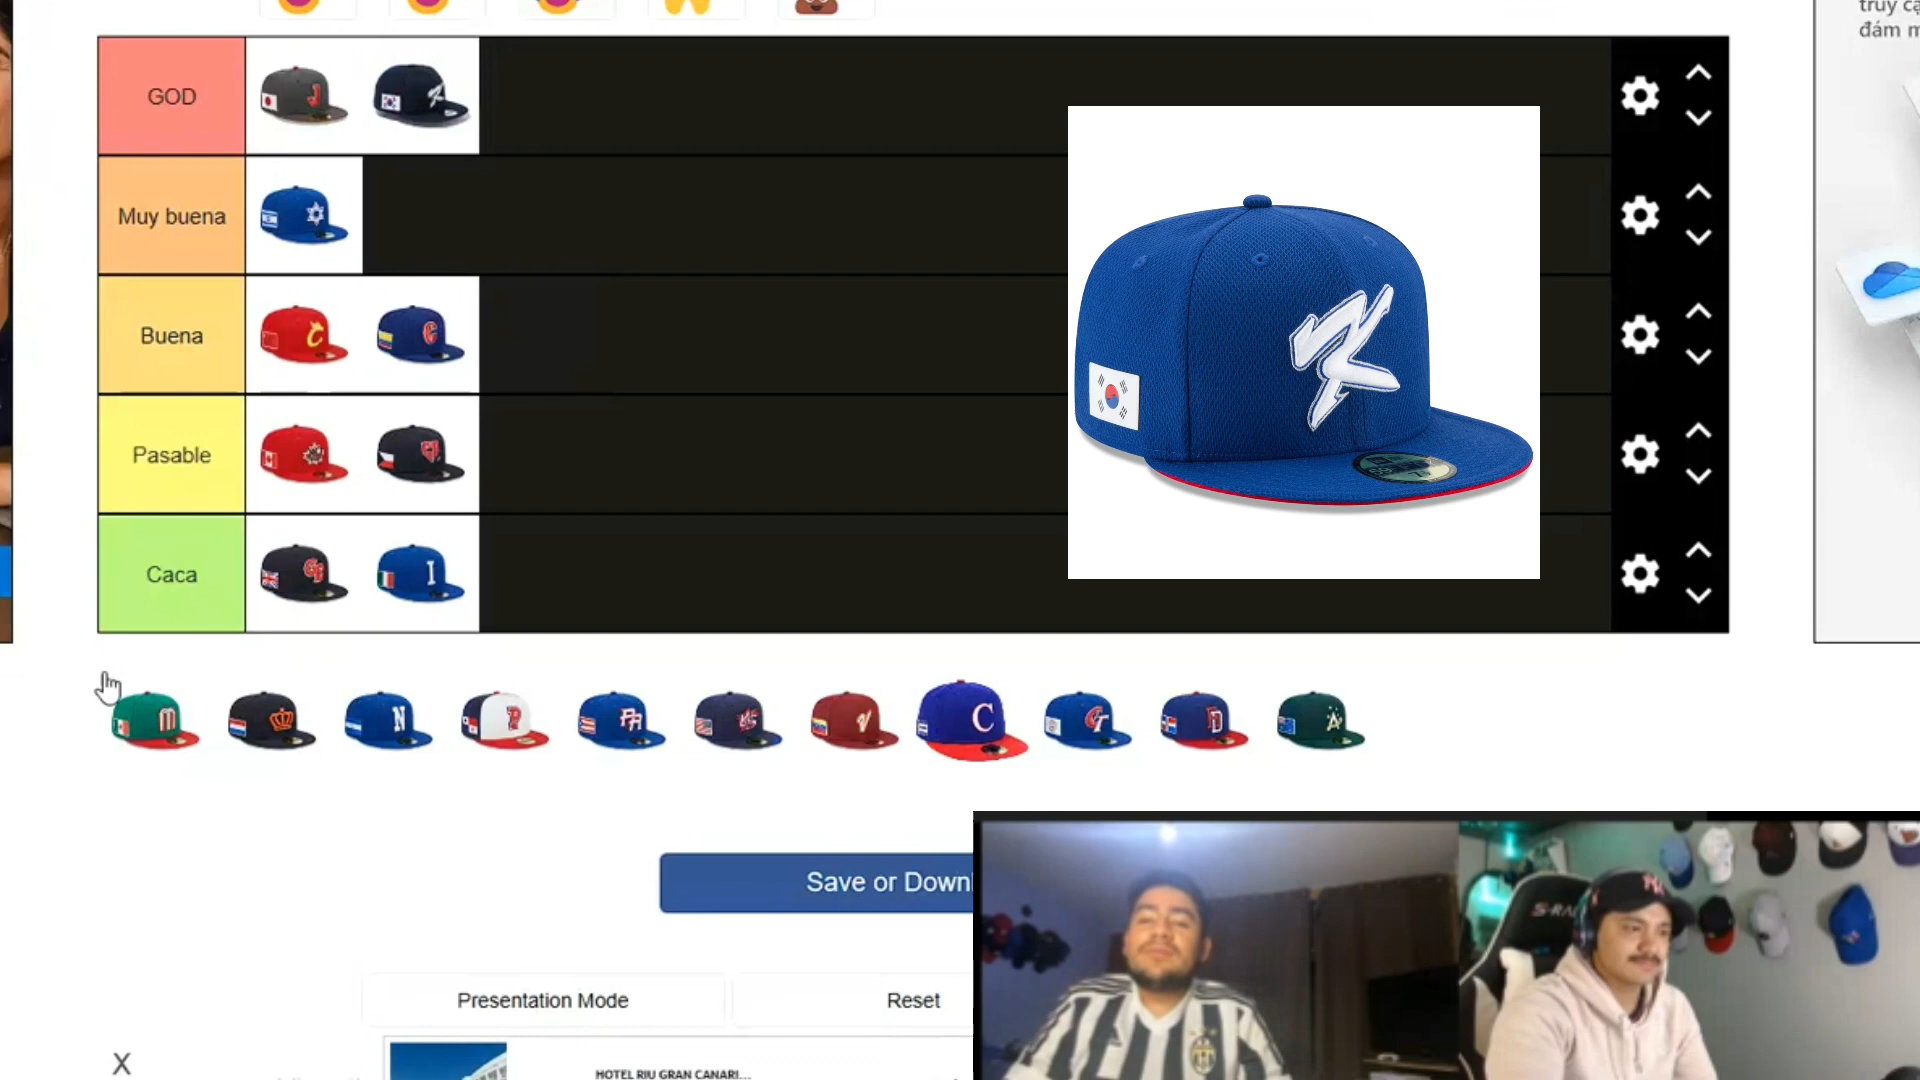 truy cậ
đám m
GOD
Muy buena
Buena
Pasable
Caca
Save or Down
Presentation Mode
Reset
X
HOTEL RIU GRAN CANARI...